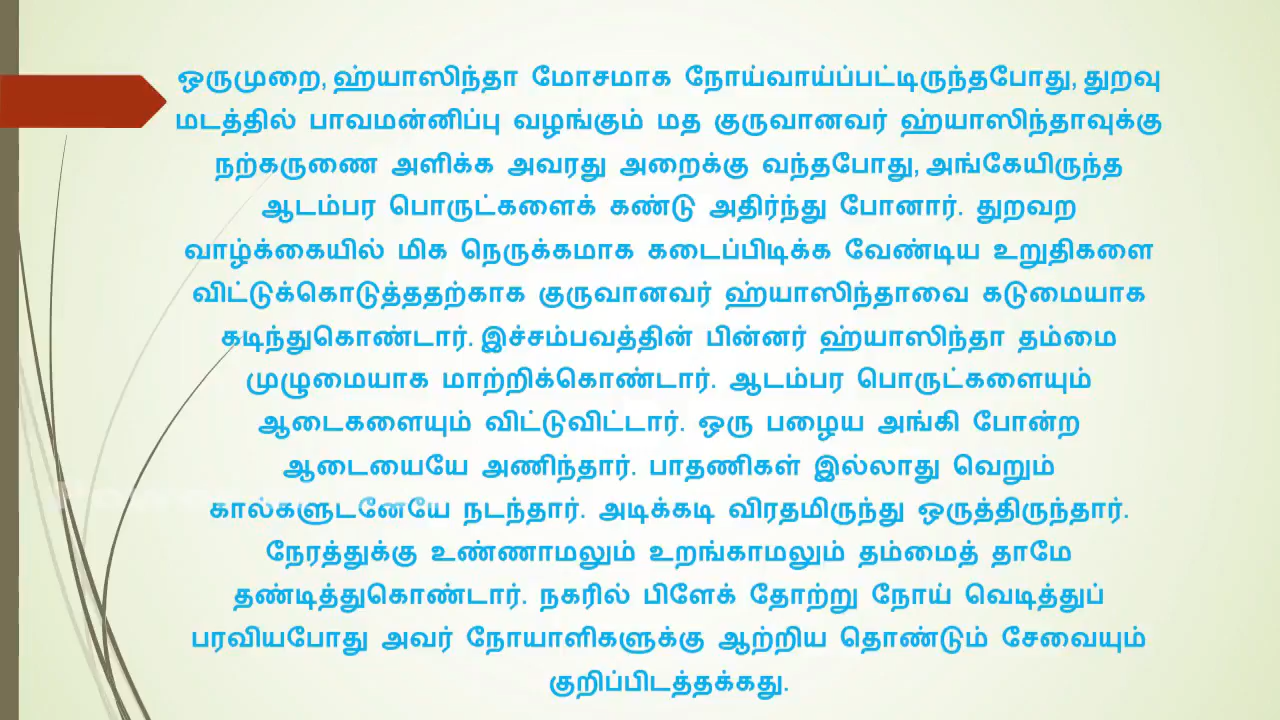 ஒருமுறை, ஹ்யாஸிந்தா மோசமாக நோய்வாய்ப்பட்டிருந்தபோது, துறவு
மடத்தில் பாவமன்னிப்பு வழங்கும் மத குருவானவர் ஹ்யாஸிந்தாவுக்கு
நற்கருணை அளிக்க அவரது அறைக்கு வந்தபோது, அங்கேயிருந்த
ஆடம்பர பொருட்களைக் கண்டு அதிர்ந்து போனார். துறவற
வாழ்க்கையில் மிக நெருக்கமாக கடைப்பிடிக்க வேண்டிய உறுதிகளை
விட்டுக்கொடுத்ததற்காக குருவானவர் ஹ்யாஸிந்தாவை கடுமையாக
கடிந்துகொண்டார். இச்சம்பவத்தின் பின்னர் ஹ்யாஸிந்தா தம்மை
முழுமையாக மாற்றிக்கொண்டார். ஆடம்பர பொருட்களையும்
ஆடைகளையும் விட்டுவிட்டார். ஒரு பழைய அங்கி போன்ற
ஆடையையே அணிந்தார். பாதணிகள் இல்லாது வெறும்
கால்களுடனேயே நடந்தார். அடிக்கடி விரதமிருந்து ஒருத்திருந்தார்.
நேரத்துக்கு உண்ணாமலும் உறங்காமலும் தம்மைத் தாமே
தண்டித்துகொண்டார். நகரில் பிளேக் தோற்று நோய் வெடித்துப்
பரவியபோது அவர் நோயாளிகளுக்கு ஆற்றிய தொண்டும் சேவையும்
குறிப்பிடத்தக்கது.